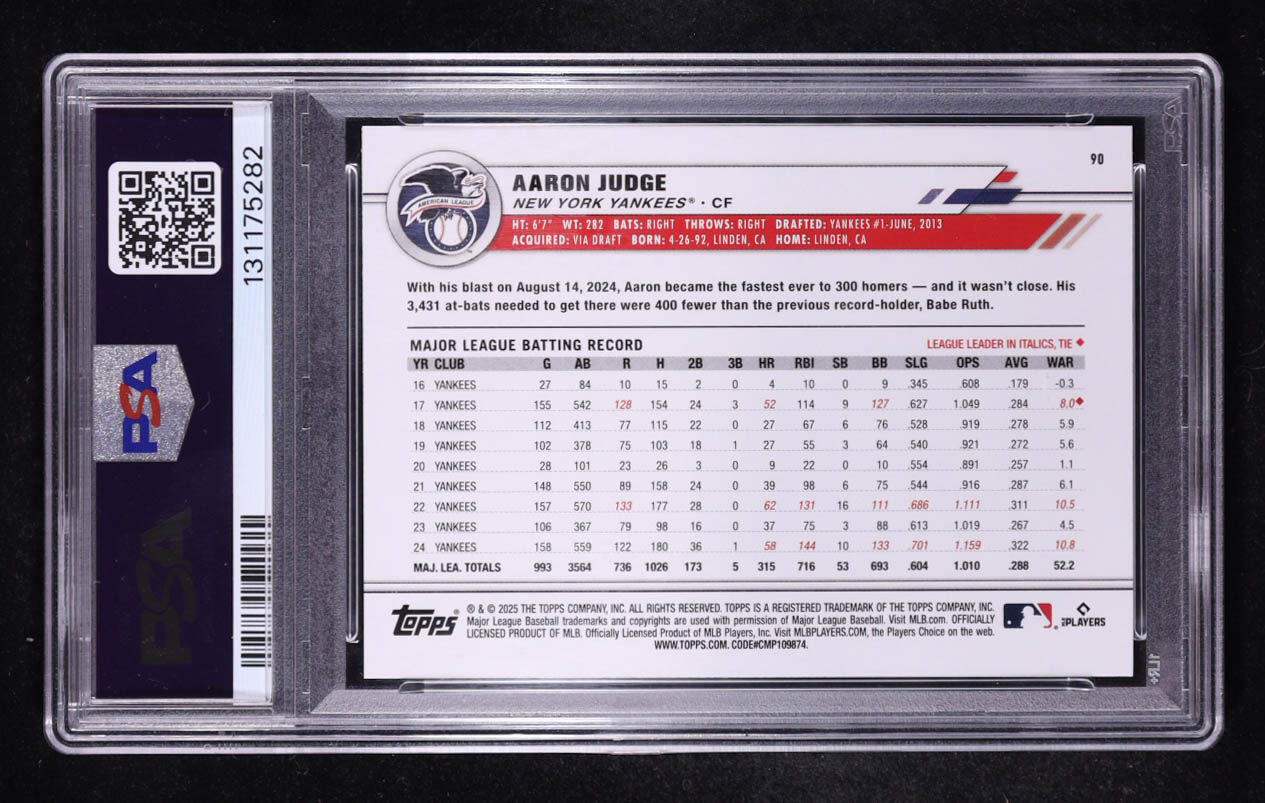 90
AARON JUDGE
NEW YORK YANKEES® · CF
HT: 6'7" WT: 282 BATS: RIGHT THROWS: RIGHT DRAFTED: YANKEES #1-JUNE, 2013
ACQUIRED: VIA DRAFT BORN: 4-26-92, LINDEN, CA HOME: LINDEN, CA
AMERICAN LEAGUE
With his blast on August 14, 2024, Aaron became the fastest ever to 300 homers — and it wasn't close. His
3,431 at-bats needed to get there were 400 fewer than the previous record-holder, Babe Ruth.
MAJOR LEAGUE BATTING RECORD LEAGUE LEADER IN ITALICS, TIE ◆
YR CLUB G AB R H 2B 3B HR RBI SB BB SLG OPS AVG WAR
16 YANKEES 27 84 10 15 2 0 4 10 0 9 .345 .608 .179 -0.3
17 YANKEES 155 542 128 154 24 3 52 114 9 127 .627 1.049 .284 8.0◆
18 YANKEES 112 413 77 115 22 0 27 67 6 76 .528 .919 .278 5.9
19 YANKEES 102 378 75 103 18 1 27 55 3 64 .540 .921 .272 5.6
20 YANKEES 28 101 23 26 3 0 9 22 0 10 .554 .891 .257 1.1
21 YANKEES 148 550 89 158 24 0 39 98 6 75 .544 .916 .287 6.1
22 YANKEES 157 570 133 177 28 0 62 131 16 111 .686 1.111 .311 10.5
23 YANKEES 106 367 79 98 16 0 37 75 3 88 .613 1.019 .267 4.5
24 YANKEES 158 559 122 180 36 1 58 144 10 133 .701 1.159 .322 10.8
MAJ. LEA. TOTALS 993 3564 736 1026 173 5 315 716 53 693 .604 1.010 .288 52.2
Topps®
® & © 2025 THE TOPPS COMPANY, INC. ALL RIGHTS RESERVED. TOPPS IS A REGISTERED TRADEMARK OF THE TOPPS COMPANY, INC.
Major League Baseball trademarks and copyrights are used with permission of Major League Baseball. Visit MLB.com. OFFICIALLY
LICENSED PRODUCT OF MLB. Officially Licensed Product of MLB Players, Inc. Visit MLBPLAYERS.COM, the Players Choice on the web.
WWW.TOPPS.COM. CODE#CMP109874.
PLAYERS
131175282
PSA
PSA
PSA